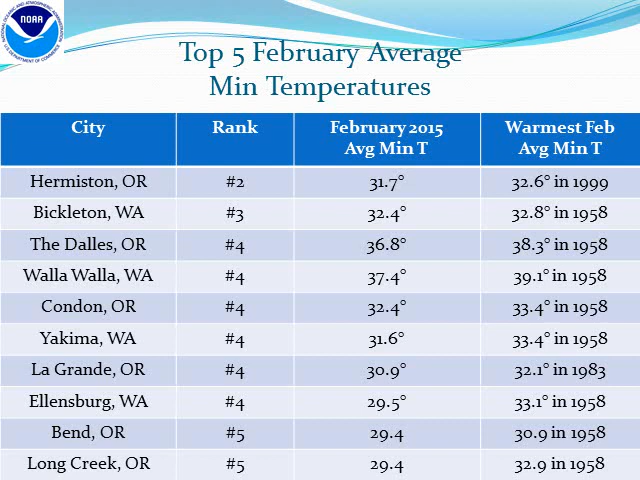 NOAA
Top 5 February Average
Min Temperatures
City Rank February 2015 Avg Min T Warmest Feb Avg Min T
Hermiston, OR #2 31.7° 32.6° in 1999
Bickleton, WA #3 32.4° 32.8° in 1958
The Dalles, OR #4 36.8° 38.3° in 1958
Walla Walla, WA #4 37.4° 39.1° in 1958
Condon, OR #4 32.4° 33.4° in 1958
Yakima, WA #4 31.6° 33.4° in 1958
La Grande, OR #4 30.9° 32.1° in 1983
Ellensburg, WA #4 29.5° 33.1° in 1958
Bend, OR #5 29.4 30.9 in 1958
Long Creek, OR #5 29.4 32.9 in 1958